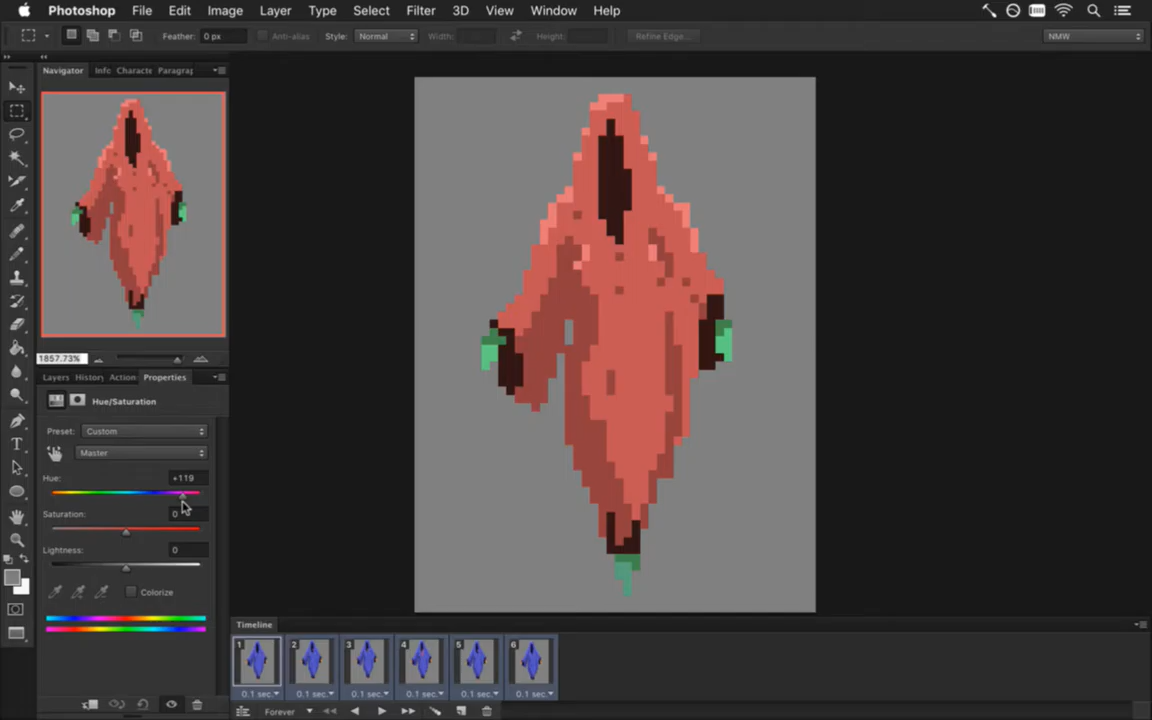 Photoshop File Edit Image Layer Type Select Filter 3D View Window Help
Feather: 0 px Anti-alias Style: Normal Width: Height: Refine Edge... NMW
Navigator Info Characte Paragrap
1857.73%
Layers History Action Properties
Hue/Saturation
Preset: Custom
Master
Hue: +119
Saturation: 0
Lightness: 0
Colorize
Timeline
1 2 3 4 5 6
0.1 sec. 0.1 sec. 0.1 sec. 0.1 sec. 0.1 sec. 0.1 sec.
Forever